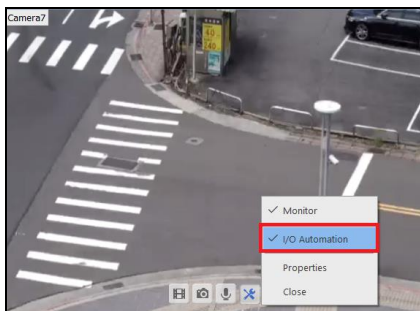 Camera7
40
40
Monitor
I/O Automation
Properties
Close